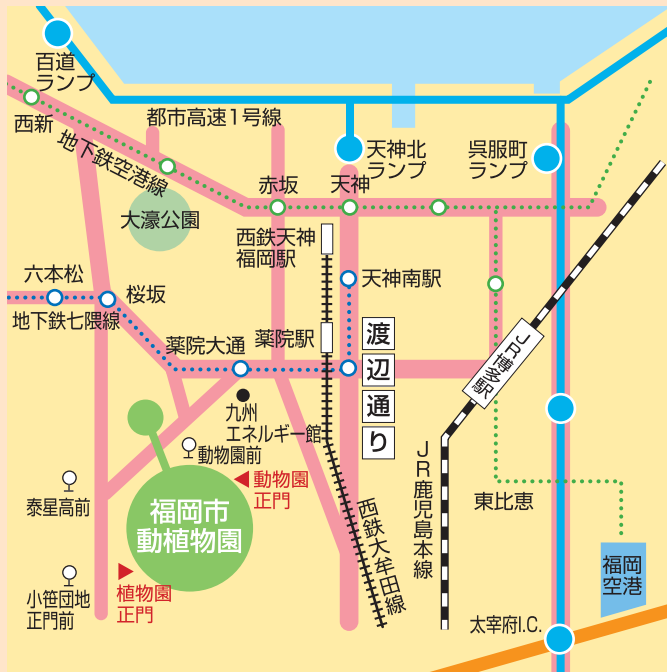 百道
ランプ
西新
都市高速1号線
地下鉄空港線
天神北
ランプ
呉服町
ランプ
赤坂
天神
大濠公園
西鉄天神
福岡駅
六本松
桜坂
天神南駅
地下鉄七隈線
薬院大通
薬院駅
渡辺通り
JR博多駅
九州
エネルギー館
動物園前
動物園
正門
泰星高前
福岡市
動植物園
西鉄大牟田線
JR鹿児島本線
東比恵
福岡
空港
植物園
正門
小笹団地
正門前
太宰府I.C.